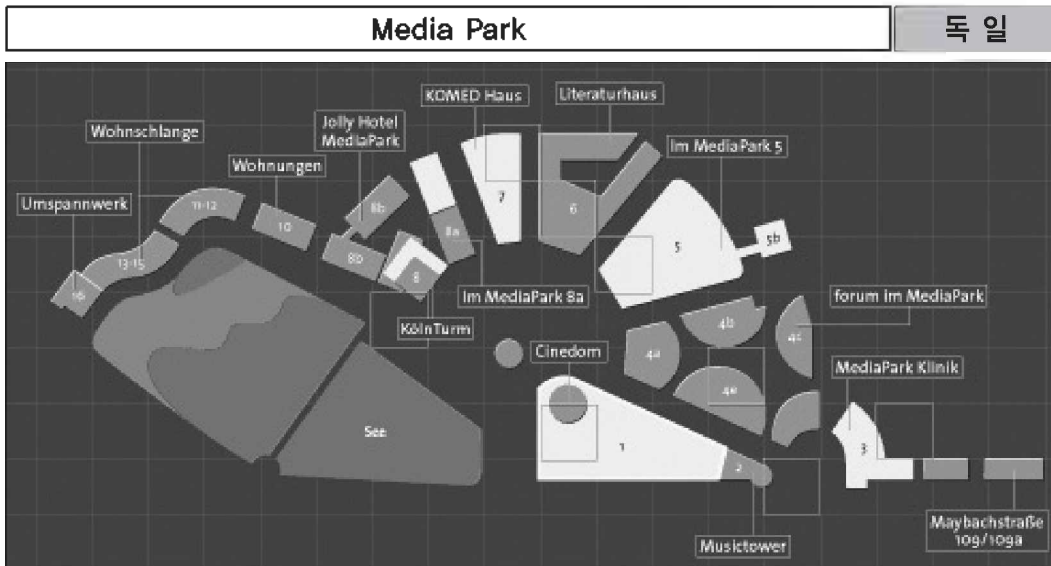 Media Park
독 일
KOMED Haus
Literaturhaus
Jolly Hotel
MediaPark
Wohnschlange
Im MediaPark 5
Wohnungen
Umspannwerk
11-12
8b
7
6
10
8a
5b
5
8b
13-15
8
16
Im MediaPark 8a
forum im MediaPark
KölnTurm
4b
4c
Cinedom
4a
MediaPark Klinik
4e
See
1
3
2
Maybachstraße
109/109a
Musictower